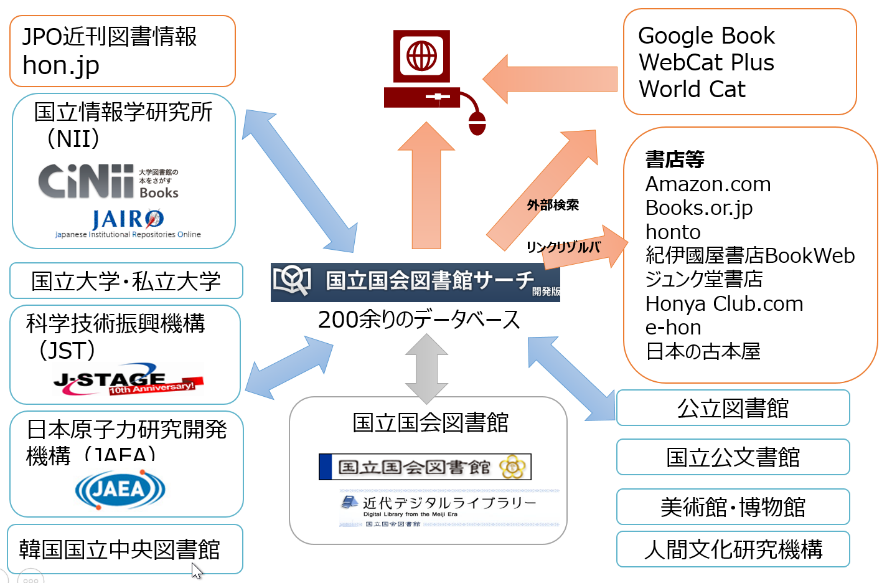 JPO近刊図書情報
hon.jp
国立情報学研究所
（NII）
CiNii
大学図書館の
本をさがす
Books
JAIRO
Japanese Institutional Repositories Online
国立大学・私立大学
科学技術振興機構
（JST）
J-STAGE
10th Anniversary!
日本原子力研究開発
機構（JAEA）
JAEA
韓国国立中央図書館
外部検索
リンクリゾルバ
国立国会図書館サーチ
開発版
200余りのデータベース
国立国会図書館
国立国会図書館
近代デジタルライブラリー
Digital Library from the Meiji Era
国立国会図書館
Google Book
WebCat Plus
World Cat
書店等
Amazon.com
Books.or.jp
honto
紀伊國屋書店BookWeb
ジュンク堂書店
Honya Club.com
e-hon
日本の古本屋
公立図書館
国立公文書館
美術館・博物館
人間文化研究機構